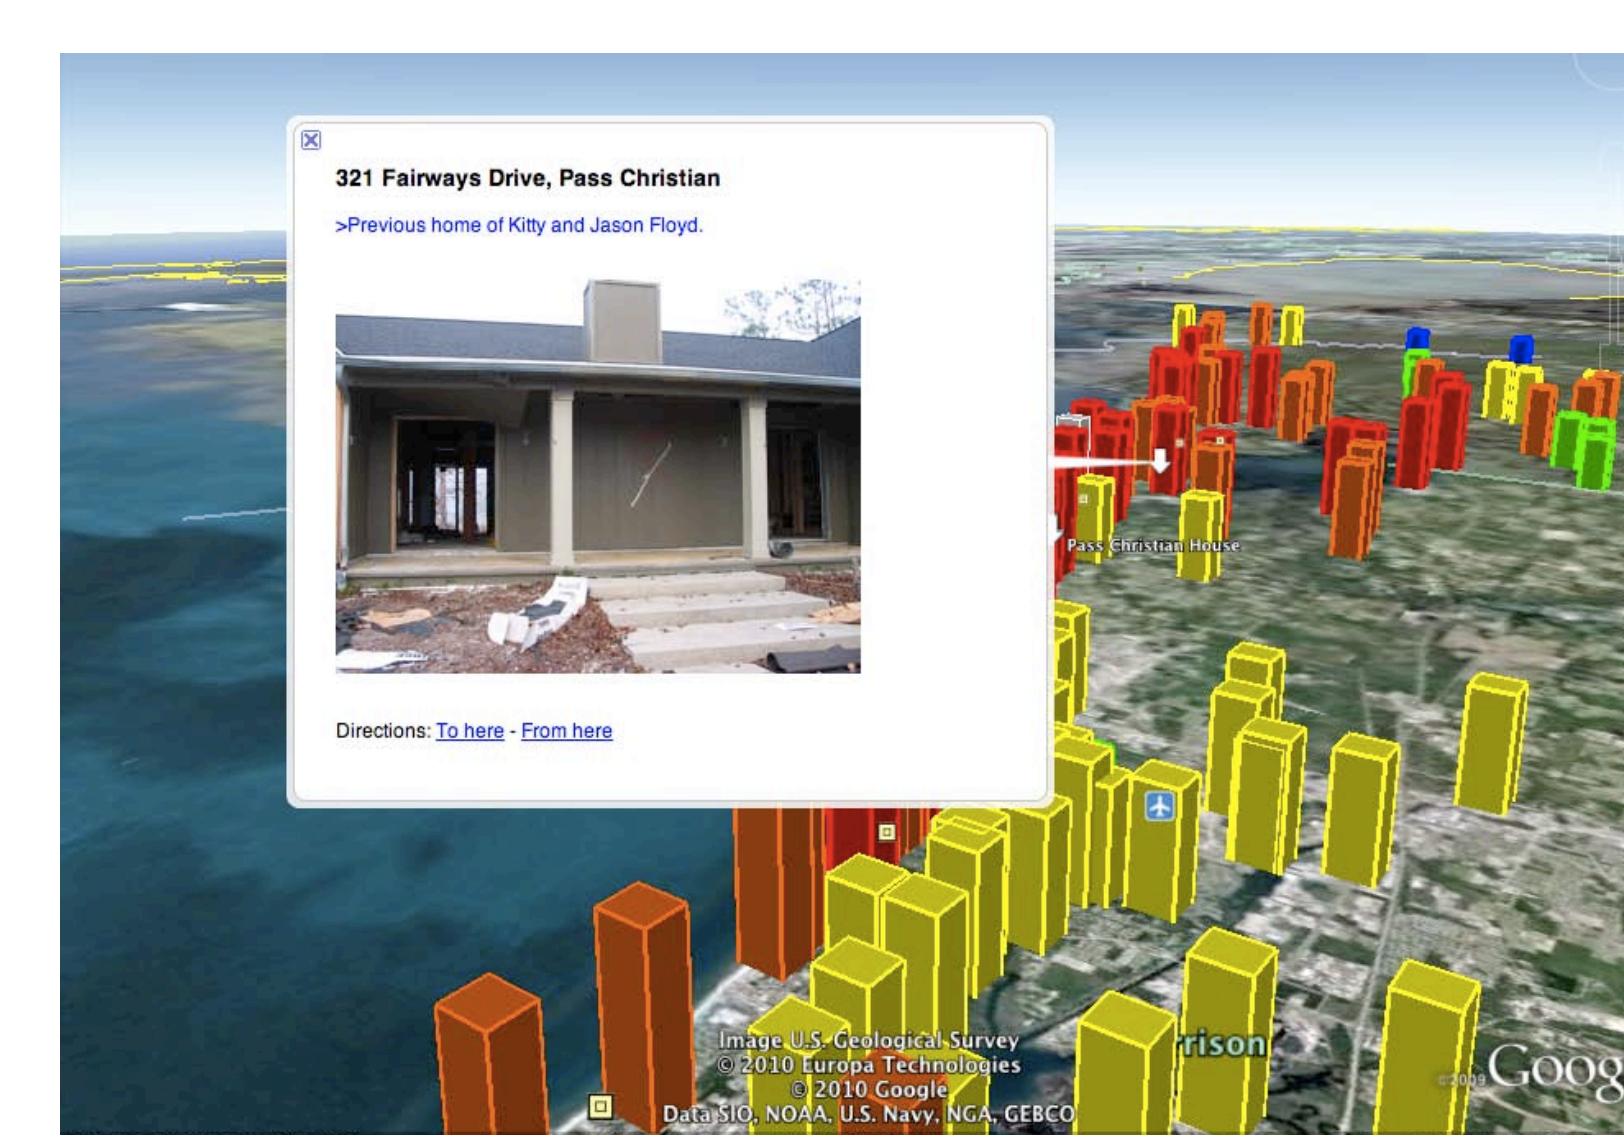 321 Fairways Drive, Pass Christian
>Previous home of Kitty and Jason Floyd.
Directions: To here - From here
Pass Christian House
rrison
Image U.S. Geological Survey
© 2010 Europa Technologies
© 2010 Google
Data SIO, NOAA, U.S. Navy, NGA, GEBCO
©2009 Goog